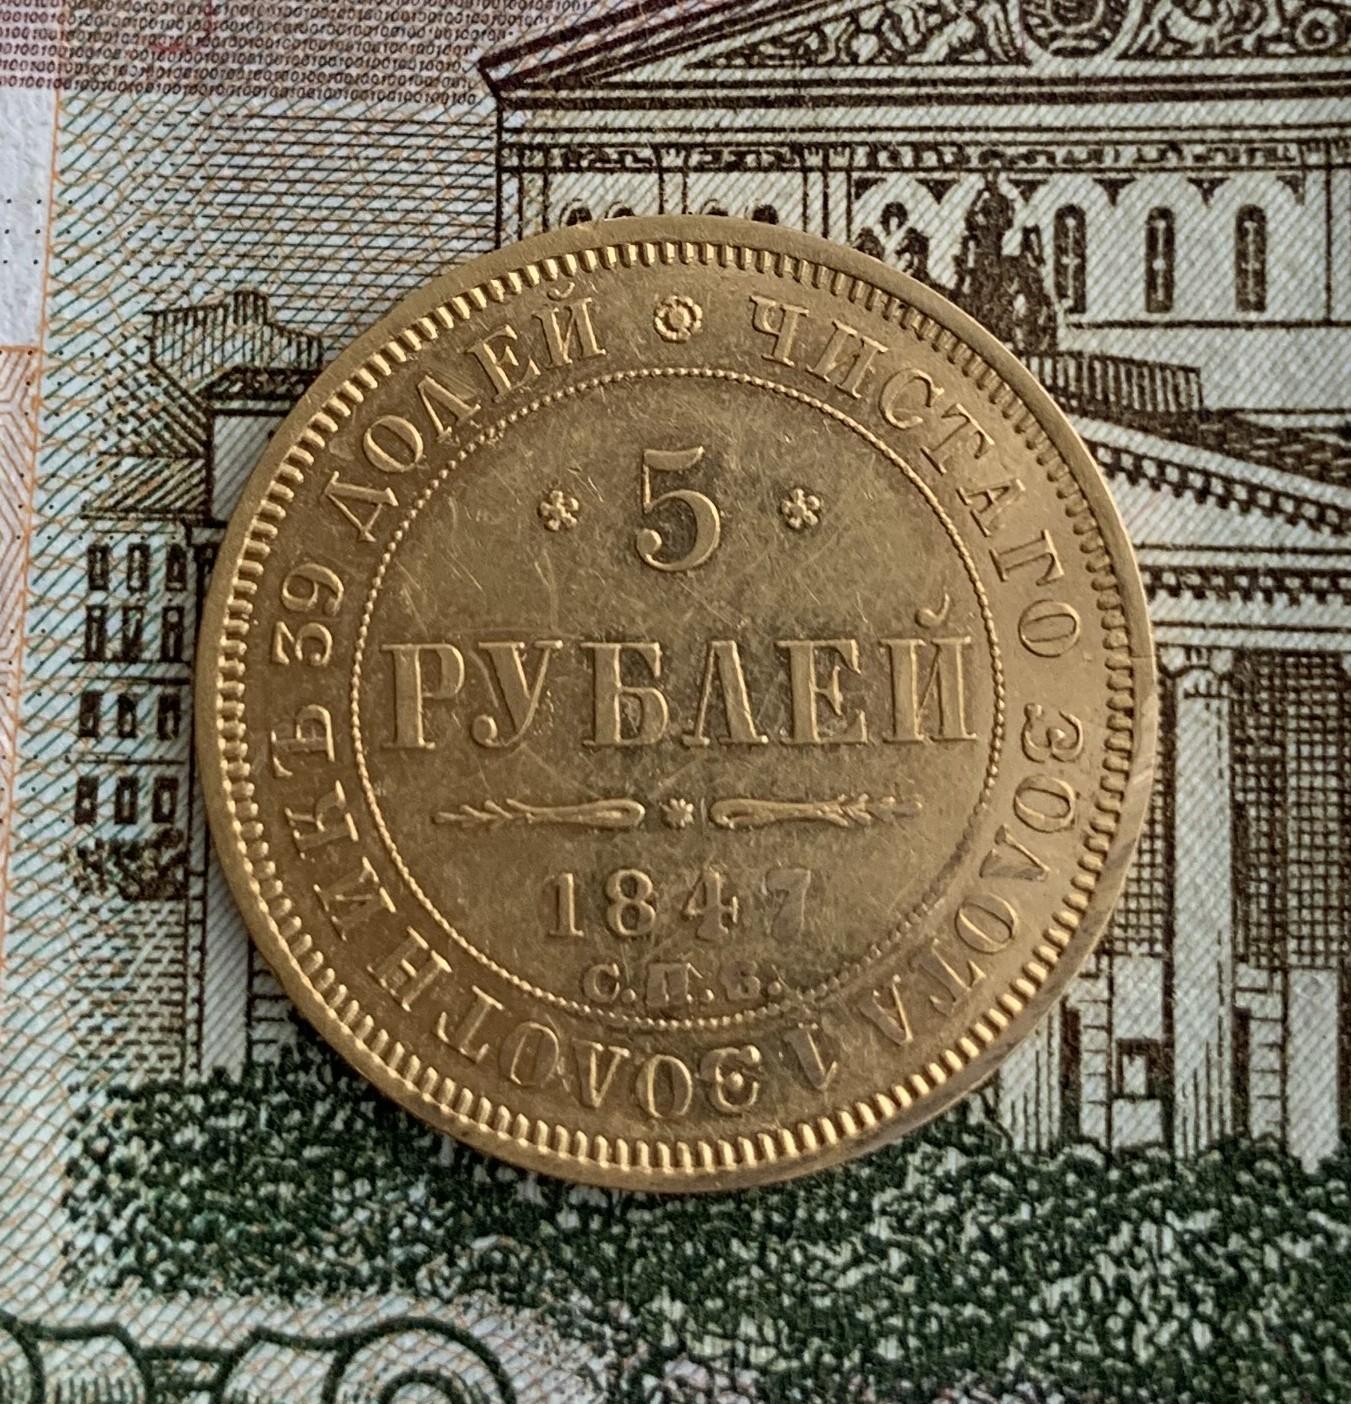 5
РУБЛЕЙ
1847
С.П.Б.
ЧИСТАГО ЗОЛОТА 1 ЗОЛОТНИКЪ 39 ДОЛЕЙ